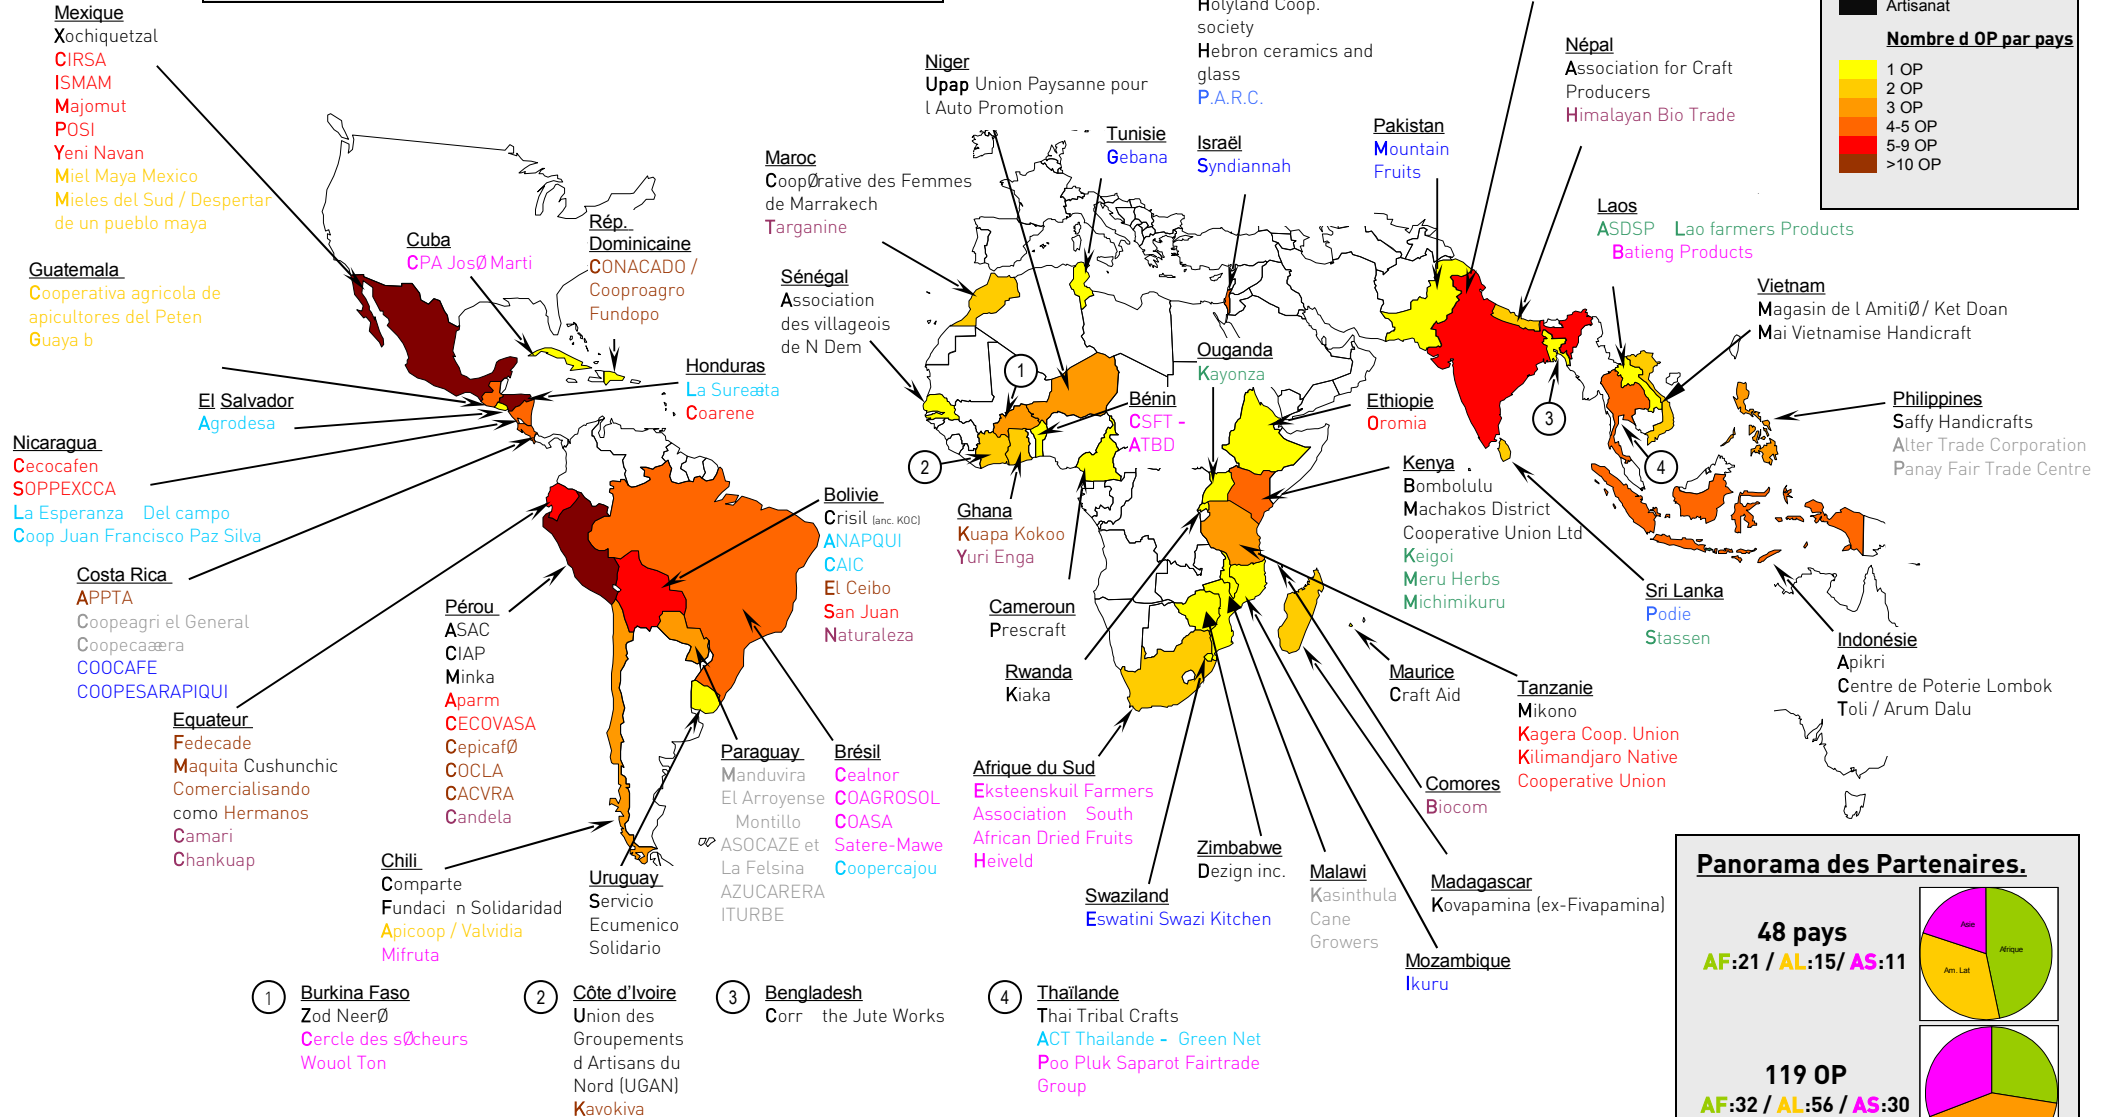 Mexique
Xochiquetzal
CIRSA
ISMAM
Majomut
POSI
Yeni Navan
Miel Maya Mexico
Mieles del Sud / Despertar
de un pueblo maya
Guatemala
Cooperativa agricola de
apicultores del Peten
Guaya b
El Salvador
Agrodesa
Nicaragua
Cecocafen
SOPPEXCCA
La Esperanza Del campo
Coop Juan Francisco Paz Silva
Costa Rica
APPTA
Coopeagri el General
Coopecaæera
COOCAFE
COOPESARAPIQUI
Equateur
Fedecade
Maquita Cushunchic
Comercialisando
como Hermanos
Camari
Chankuap
Cuba
CPA JosØ Marti
Rép.
Dominicaine
CONACADO /
Cooproagro
Fundopo
Honduras
La Sureæita
Coarene
Pérou
ASAC
CIAP
Minka
Aparm
CECOVASA
CepicafØ
COCLA
CACVRA
Candela
Chili
Comparte
Fundaci n Solidaridad
Apicoop / Valvidia
Mifruta
Uruguay
Servicio
Ecumenico
Solidario
Paraguay
Manduvira
El Arroyense
Montillo
ASOCAZE et
La Felsina
AZUCARERA
ITURBE
Brésil
Cealnor
COAGROSOL
COASA
Satere-Mawe
Coopercajou
Bolivie
Crisil (anc. KOC)
ANAPQUI
CAIC
El Ceibo
San Juan
Naturaleza
Maroc
CoopØrative des Femmes
de Marrakech
Targanine
Sénégal
Association
des villageois
de N Dem
Niger
Upap Union Paysanne pour
l Auto Promotion
Tunisie
Gebana
Holyland Coop.
society
Hebron ceramics and
glass
P.A.R.C.
Israël
Syndiannah
Pakistan
Mountain
Fruits
Népal
Association for Craft
Producers
Himalayan Bio Trade
Artisanat
Nombre d OP par pays
1 OP
2 OP
3 OP
4-5 OP
5-9 OP
>10 OP
Laos
ASDSP Lao farmers Products
Batieng Products
Vietnam
Magasin de l AmitiØ / Ket Doan
Mai Vietnamise Handicraft
Philippines
Saffy Handicrafts
Alter Trade Corporation
Panay Fair Trade Centre
Ouganda
Kayonza
Bénin
CSFT -
ATBD
Ethiopie
Oromia
Kenya
Bombolulu
Machakos District
Cooperative Union Ltd
Keigoi
Meru Herbs
Michimikuru
1
2
3
4
Ghana
Kuapa Kokoo
Yuri Enga
Cameroun
Prescraft
Rwanda
Kiaka
Sri Lanka
Podie
Stassen
Indonésie
Apikri
Centre de Poterie Lombok
Toli / Arum Dalu
Maurice
Craft Aid
Tanzanie
Mikono
Kagera Coop. Union
Kilimandjaro Native
Cooperative Union
Comores
Biocom
Afrique du Sud
Eksteenskuil Farmers
Association South
African Dried Fruits
Heiveld
Swaziland
Eswatini Swazi Kitchen
Zimbabwe
Dezign inc.
Malawi
Kasinthula
Cane
Growers
Madagascar
Kovapamina (ex-Fivapamina)
Mozambique
Ikuru
1 Burkina Faso
Zod NeerØ
Cercle des sØcheurs
Wouol Ton
2 Côte d'Ivoire
Union des
Groupements
d Artisans du
Nord (UGAN)
Kavokiva
3 Bengladesh
Corr the Jute Works
4 Thaïlande
Thai Tribal Crafts
ACT Thailande - Green Net
Poo Pluk Saparot Fairtrade
Group
Panorama des Partenaires.
48 pays
AF:21 / AL:15/ AS:11
Asie
Afrique
Am. Lat
119 OP
AF:32 / AL:56 / AS:30